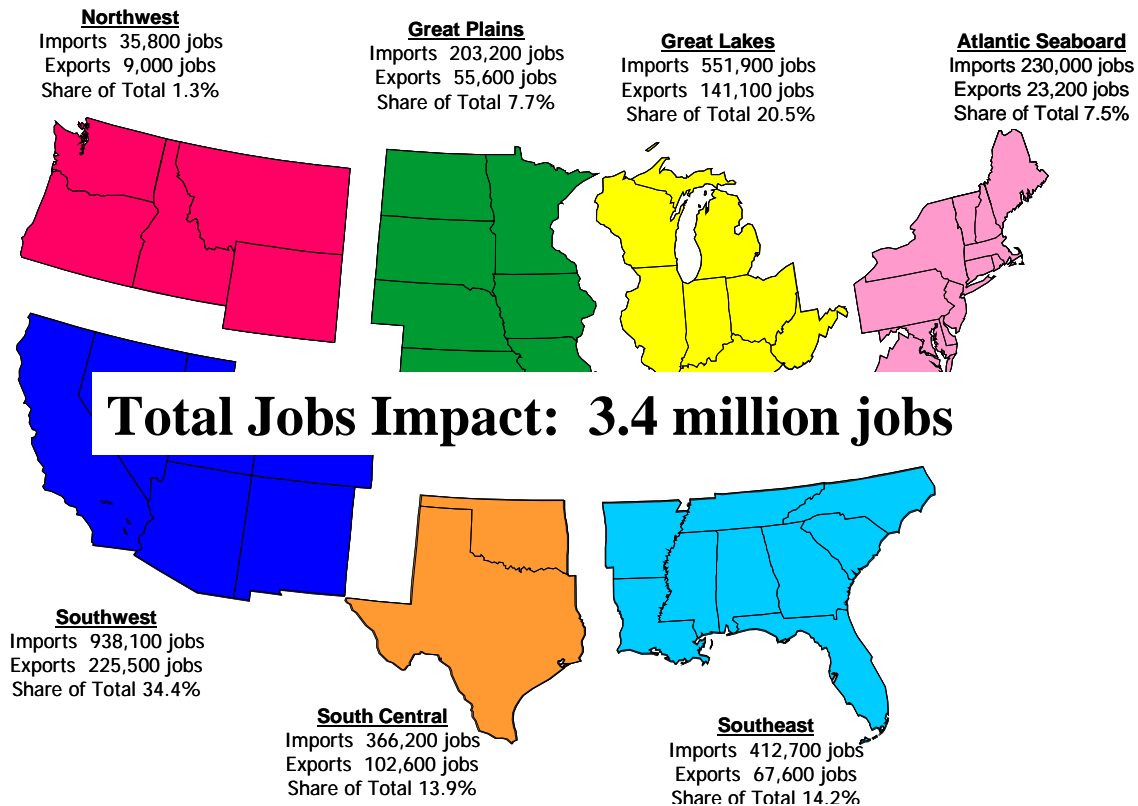 Northwest
Imports 35,800 jobs
Exports 9,000 jobs
Share of Total 1.3%
Great Plains
Imports 203,200 jobs
Exports 55,600 jobs
Share of Total 7.7%
Great Lakes
Imports 551,900 jobs
Exports 141,100 jobs
Share of Total 20.5%
Atlantic Seaboard
Imports 230,000 jobs
Exports 23,200 jobs
Share of Total 7.5%
Total Jobs Impact: 3.4 million jobs
Southwest
Imports 938,100 jobs
Exports 225,500 jobs
Share of Total 34.4%
South Central
Imports 366,200 jobs
Exports 102,600 jobs
Share of Total 13.9%
Southeast
Imports 412,700 jobs
Exports 67,600 jobs
Share of Total 14.2%